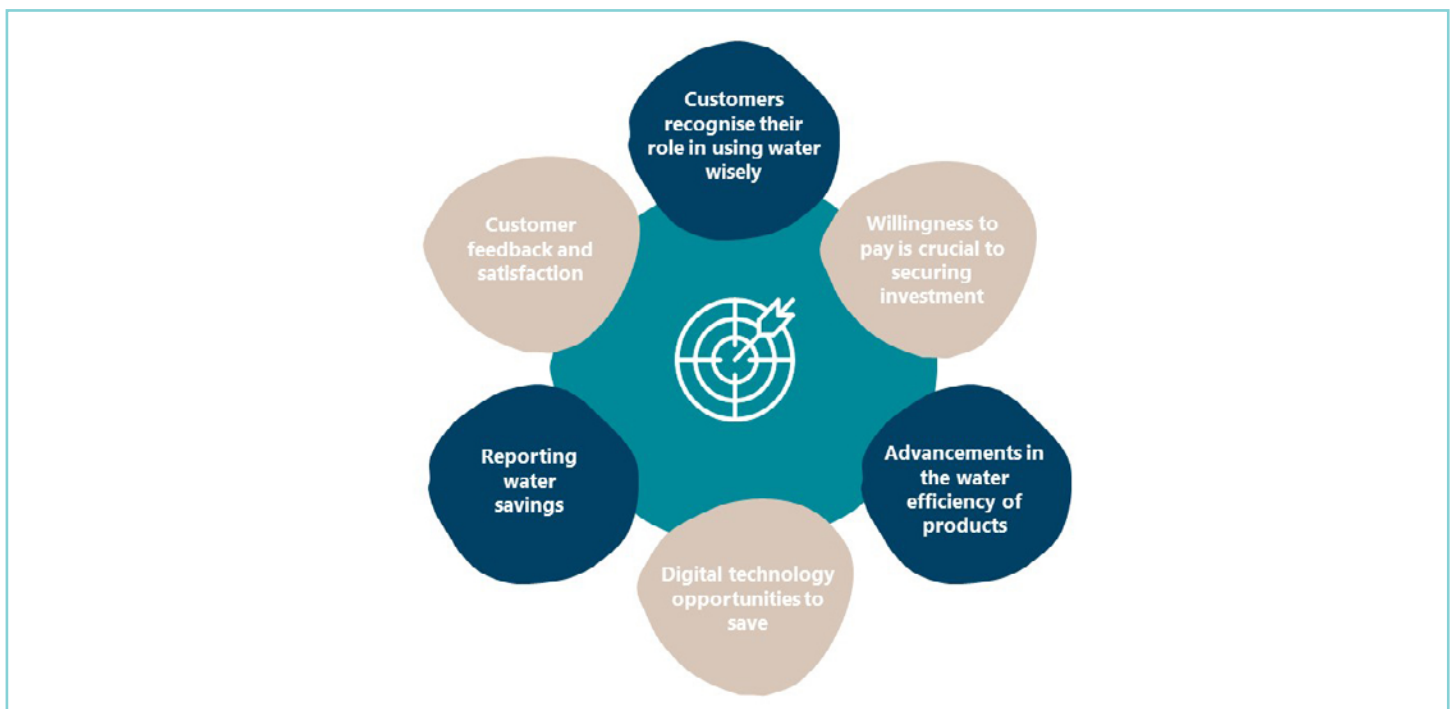 Customers
recognise their
role in using water
wisely
Willingness to
pay is crucial to
securing
investment
Advancements in
the water
efficiency of
products
Digital technology
opportunities to
save
Reporting
water
savings
Customer
feedback and
satisfaction